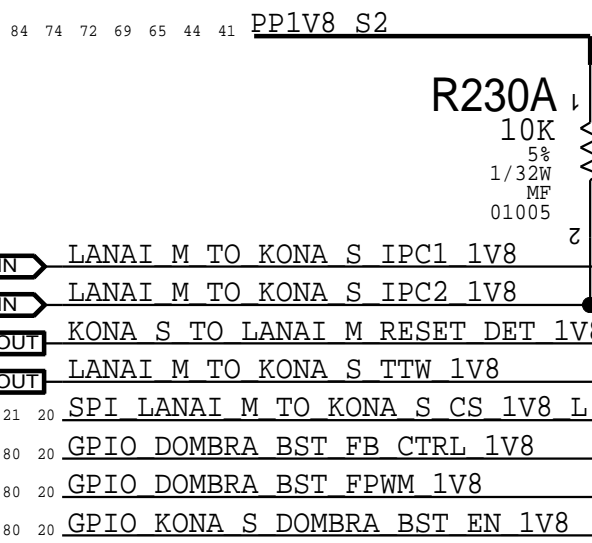 84 74 72 69 65 44 41 PP1V8_S2
R230A 1
10K
5%
1/32W
MF
01005
2
IN LANAI_M_TO_KONA_S_IPC1_1V8
IN LANAI_M_TO_KONA_S_IPC2_1V8
OUT KONA_S_TO_LANAI_M_RESET_DET_1V8
OUT LANAI_M_TO_KONA_S_TTW_1V8
21 20 SPI_LANAI_M_TO_KONA_S_CS_1V8_L
80 20 GPIO_DOMBRA_BST_FB_CTRL_1V8
80 20 GPIO_DOMBRA_BST_FPWM_1V8
80 20 GPIO_KONA_S_DOMBRA_BST_EN_1V8